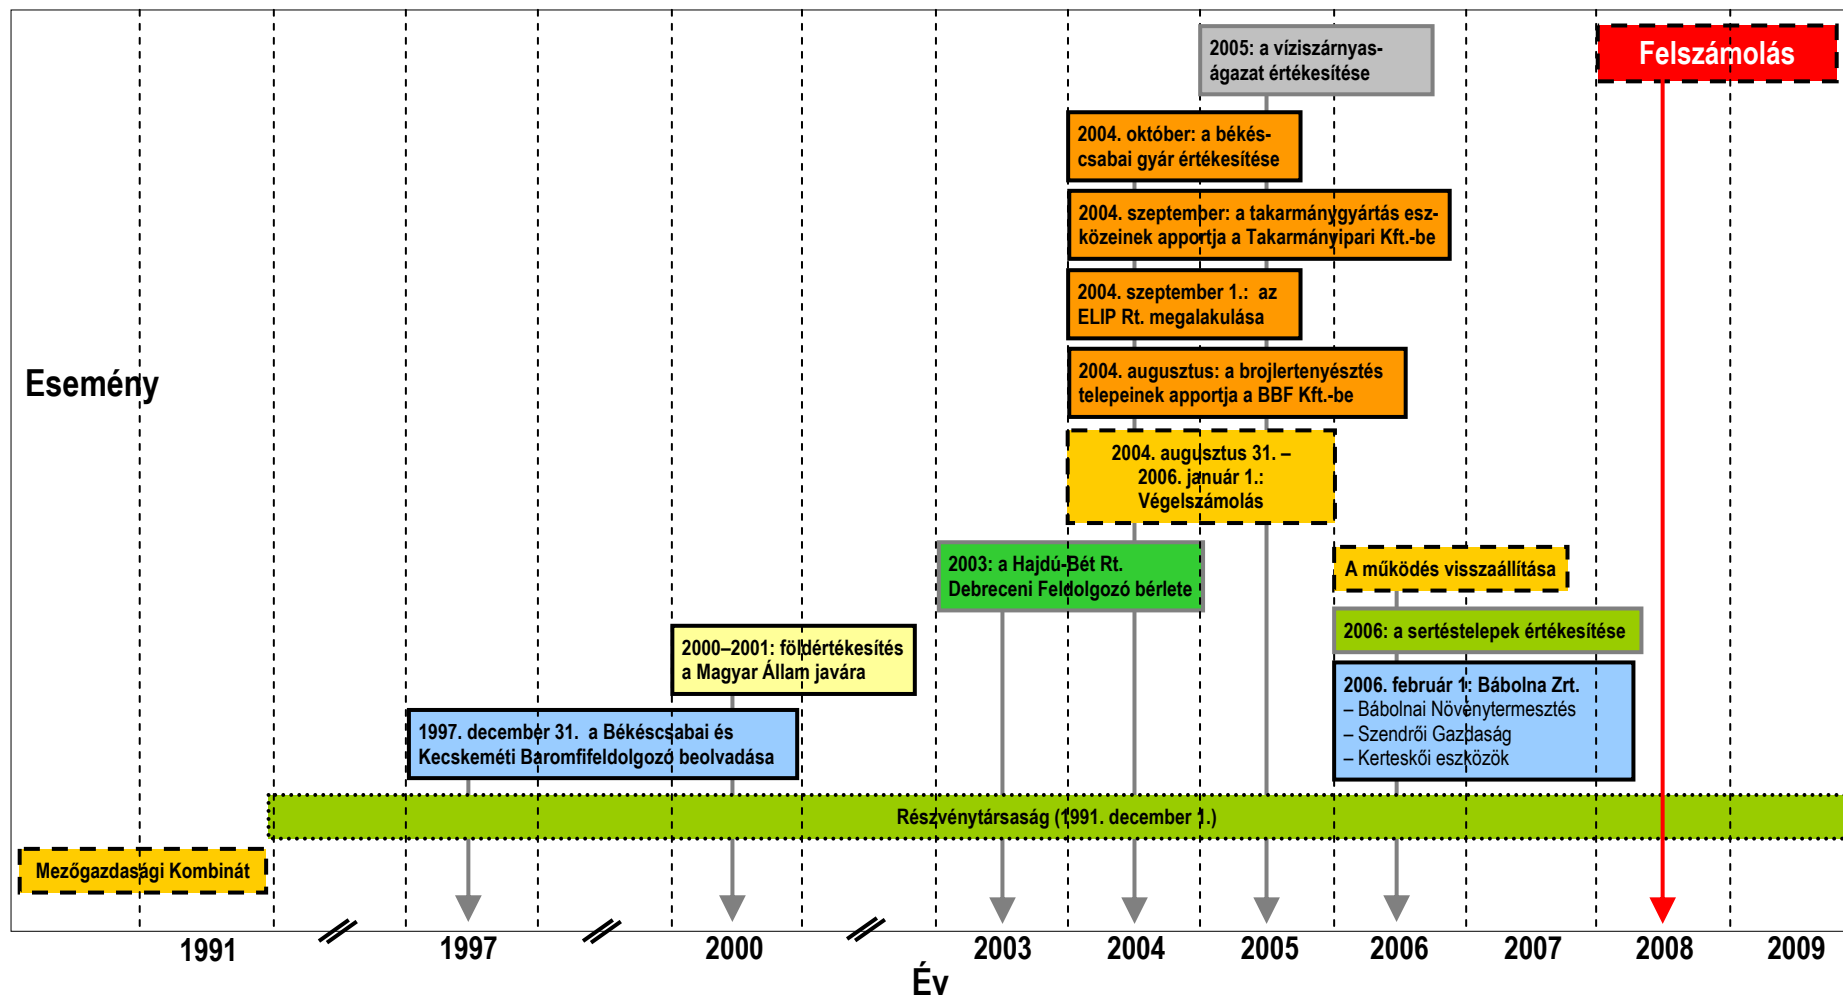 2005: a víziszárnyas-
ágazat értékesítése
Felszámolás
2004. október: a békés-
csabai gyár értékesítése
2004. szeptember: a takarmánygyártás esz-
közeinek apportja a Takarmányipari Kft.-be
2004. szeptember 1.: az
ELIP Rt. megalakulása
Esemény
2004. augusztus: a brojlertenyésztés
telepeinek apportja a BBF Kft.-be
2004. augusztus 31. –
2006. január 1.:
Végelszámolás
2003: a Hajdú-Bét Rt.
Debreceni Feldolgozó bérlete
A működés visszaállítása
2006: a sertéstelepek értékesítése
2000–2001: földértékesítés
a Magyar Állam javára
2006. február 1: Bábolna Zrt.
– Bábolnai Növénytermesztés
– Szendrői Gazdaság
– Kerteskői eszközök
1997. december 31. a Békéscsabai és
Kecskeméti Baromfifeldolgozó beolvadása
Részvénytársaság (1991. december 1.)
Mezőgazdasági Kombinát
1991 1997 2000 2003 2004 2005 2006 2007 2008 2009
Év